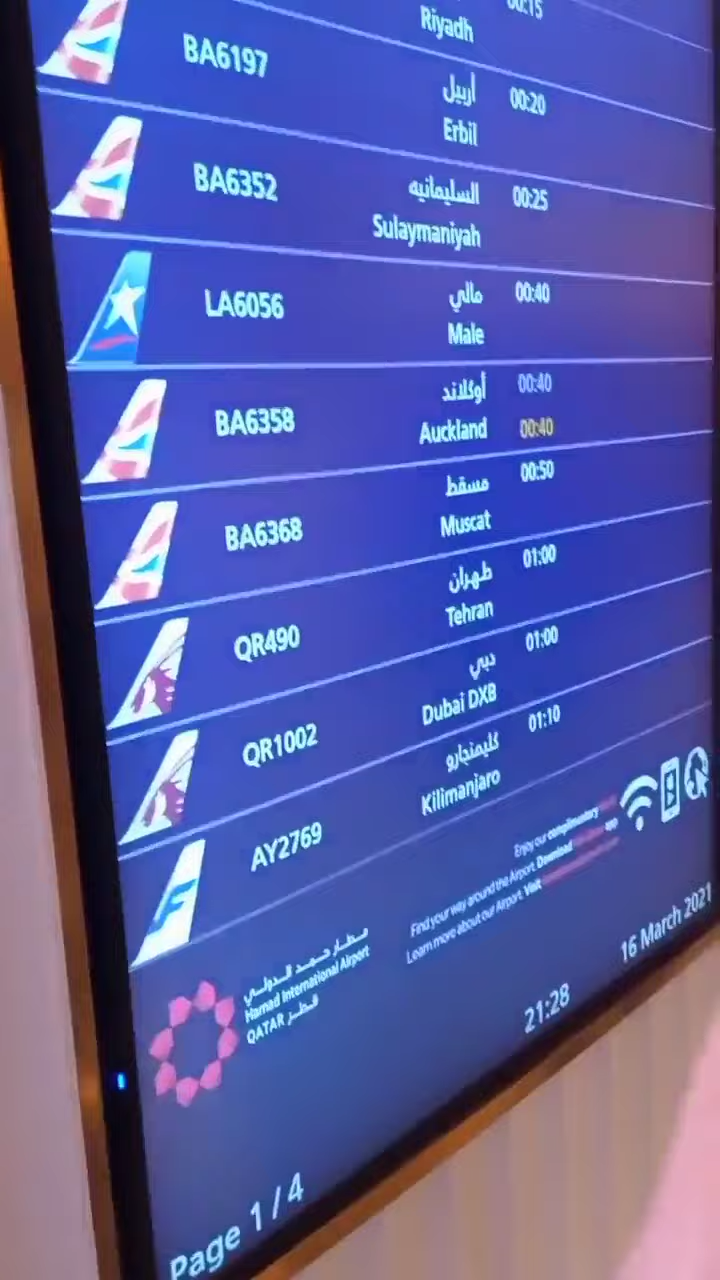 Riyadh
00:15
BA6197
أربيل
Erbil
00:20
BA6352
السليمانيه
Sulaymaniyah
00:25
LA6056
مالي
Male
00:40
BA6358
أوكلاند
Auckland
00:40
00:40
BA6368
مسقط
Muscat
00:50
QR490
طهران
Tehran
01:00
QR1002
دبي
Dubai DXB
01:00
AY2769
كليمنجارو
Kilimanjaro
01:10
Enjoy our complimentary
Find your way around the Airport. Download app
Learn more about our Airport. Visit
مطار حمد الدولي
Hamad International Airport
QATAR قطر
21:28
16 March 2021
Page 1 / 4